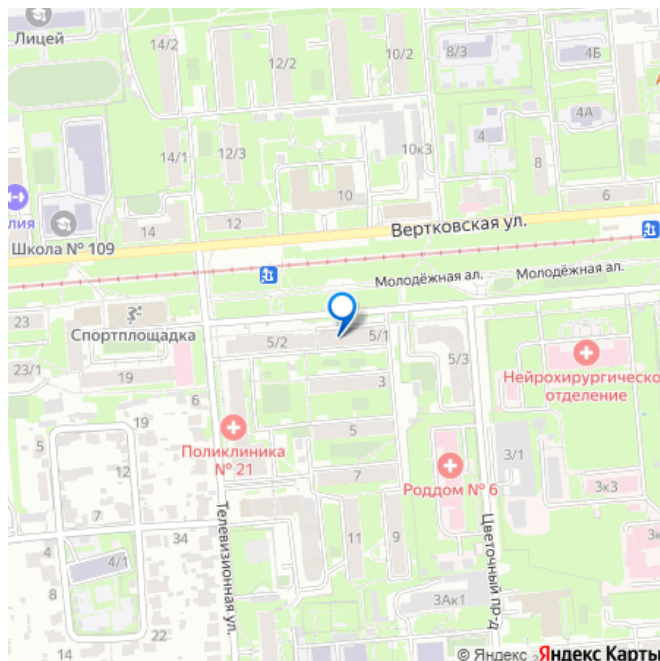 Лицей
14/2
12/2
10/2
8/3
4Б
4А
14/1
12/3
10к3
4
8
10
6
лия
14
12
Школа № 109
Вертковская ул.
Молодёжная ал.
Молодёжная ал.
23
Спортплощадка
5/2
5/1
5/3
23/1
19
3
Нейрохирургическо
отделение
6
19
5
5
Поликлиника
№ 21
3/1
12
7
Роддом № 6
3к3
7
34
Телевизионная ул.
Цветочный пр-д
4
4/1
11
9
8
3Ак1
22
14
© Яндекс Яндекс Карты